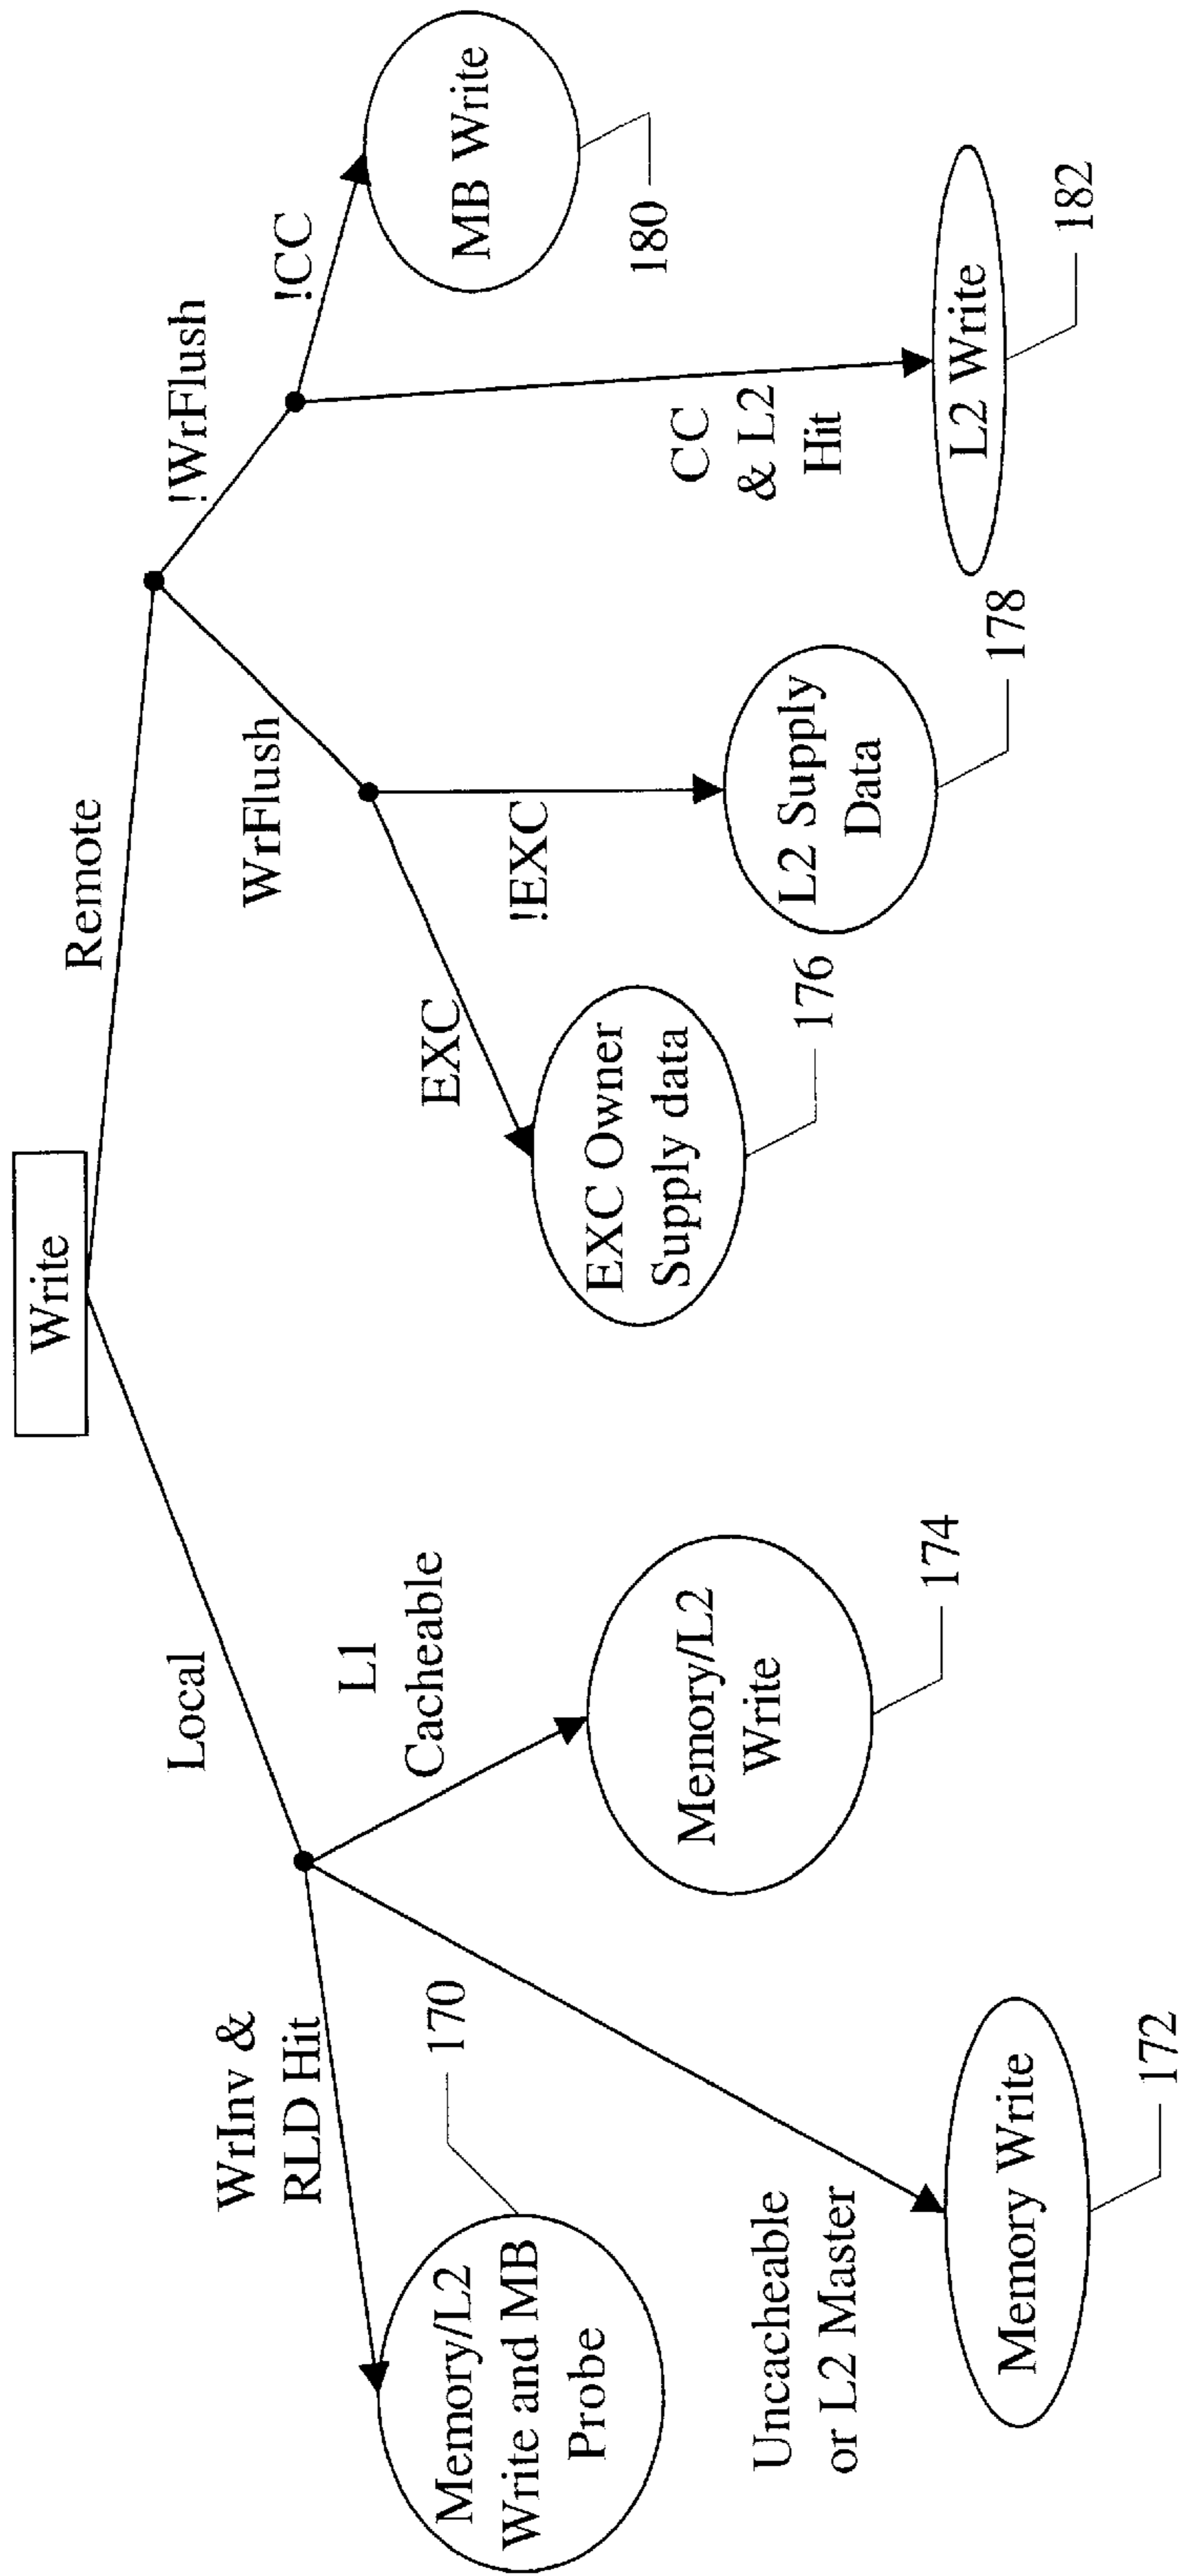 Write
Local
Remote
WrInv &
RLD Hit
L1
Cacheable
Uncacheable
or L2 Master
Memory/L2
Write and MB
Probe
170
Memory Write
172
Memory/L2
Write
174
WrFlush
!WrFlush
EXC
!EXC
EXC Owner
Supply data
176
L2 Supply
Data
178
!CC
CC
& L2
Hit
MB Write
180
L2 Write
182